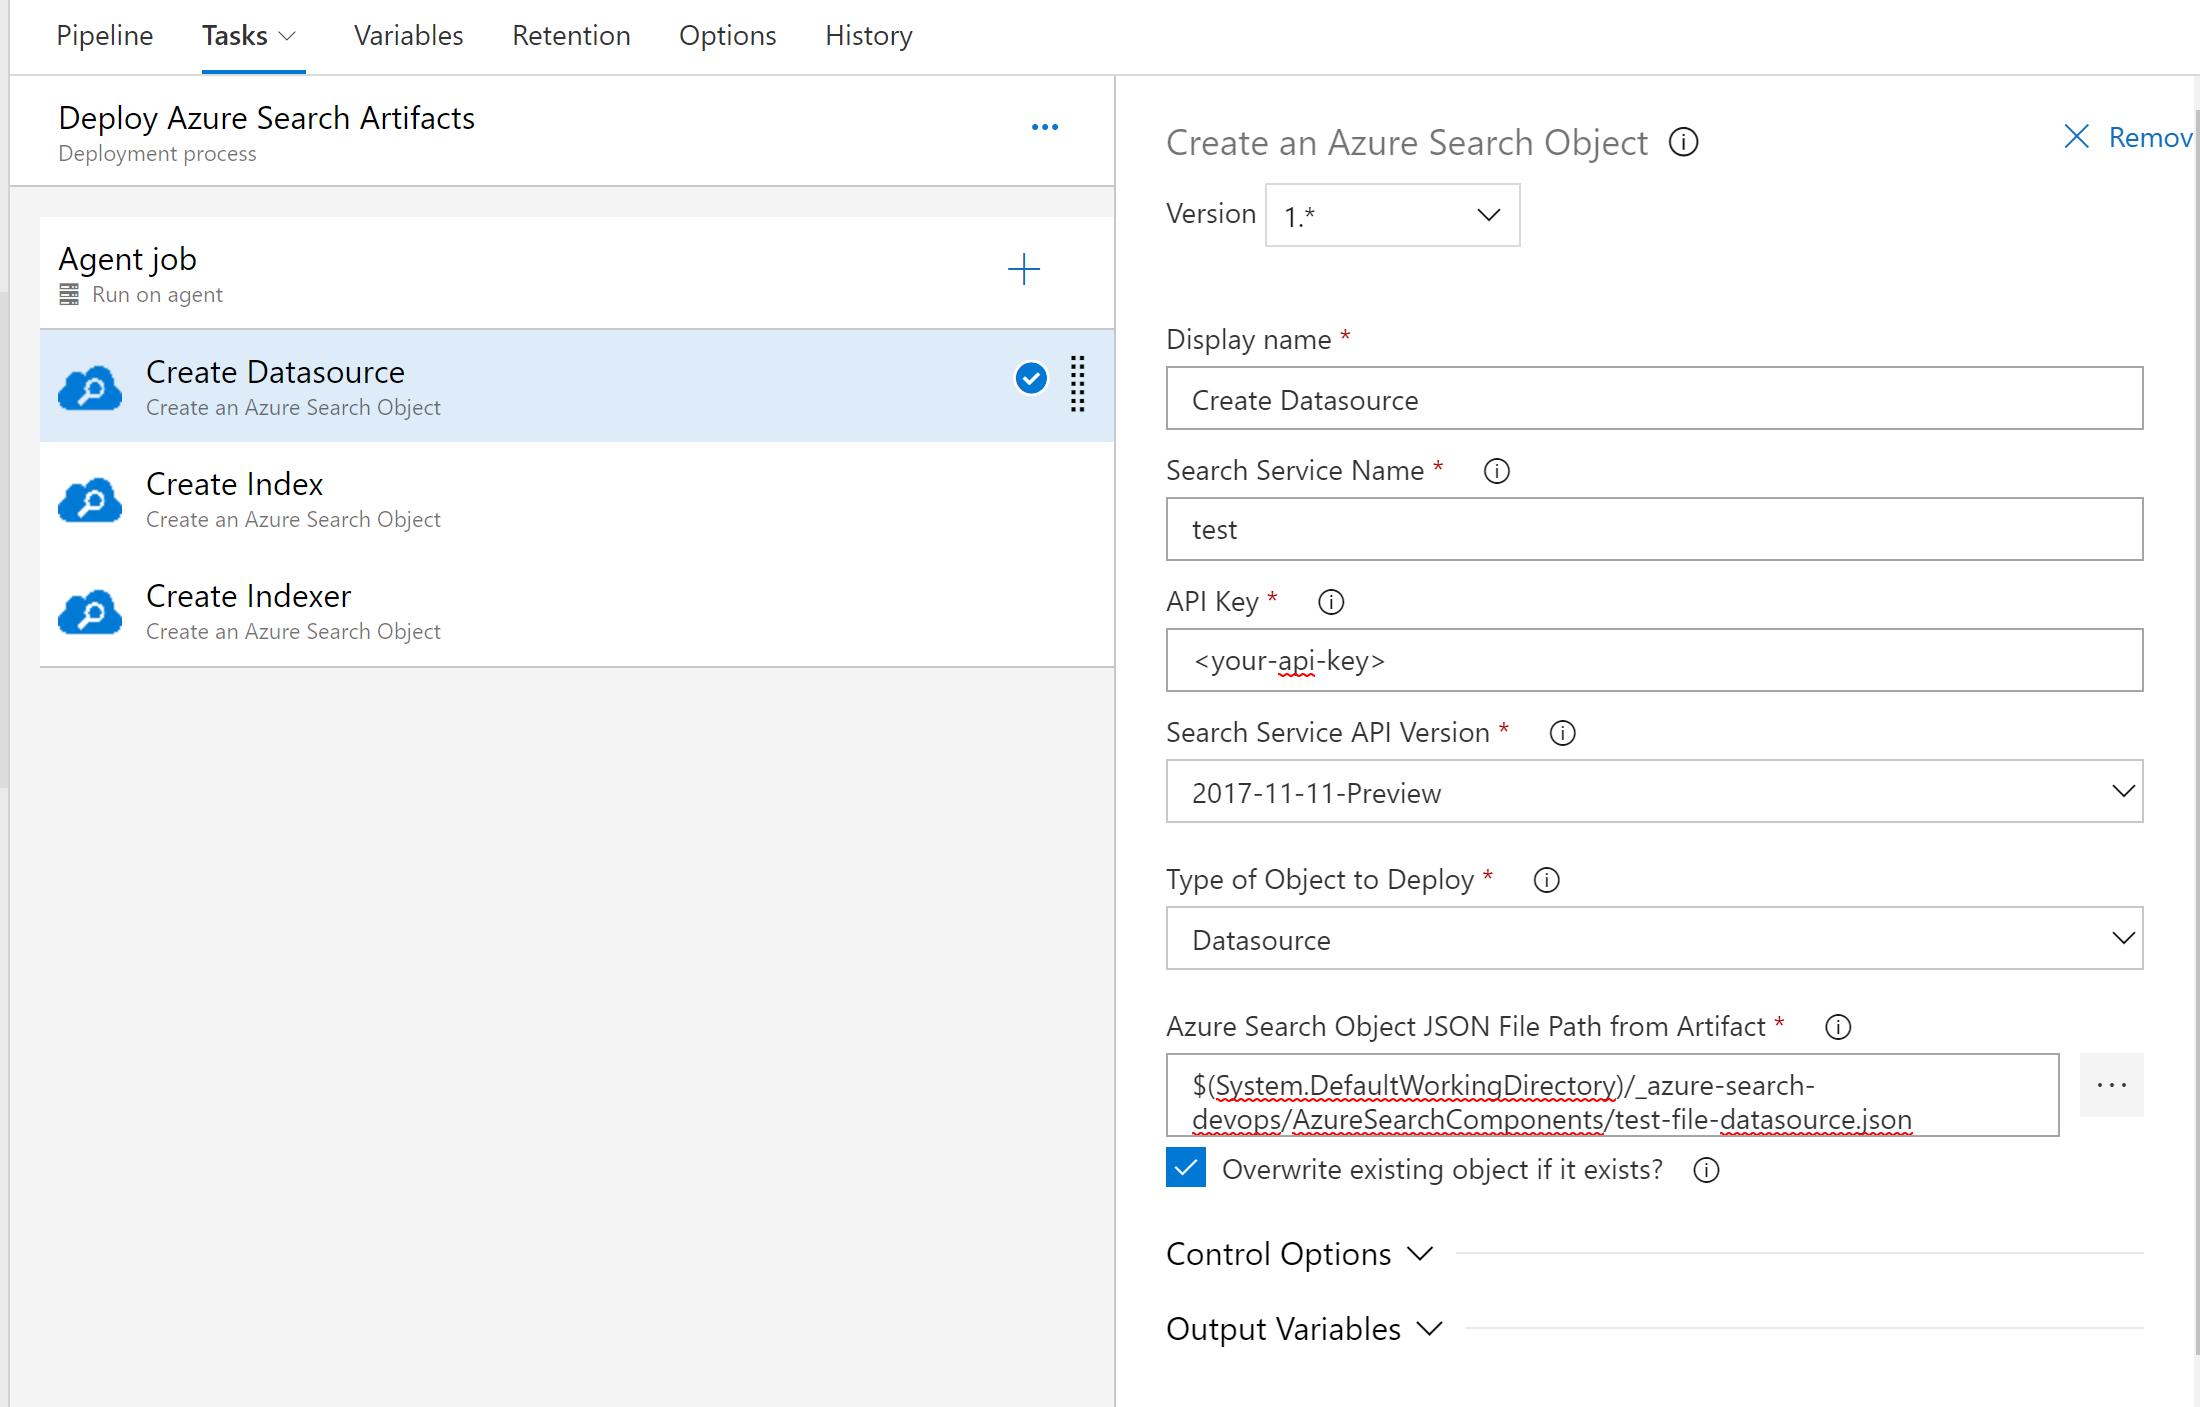 Pipeline Tasks Variables Retention Options History
Deploy Azure Search Artifacts
Deployment process
Agent job
Run on agent
Create Datasource
Create an Azure Search Object
Create Index
Create an Azure Search Object
Create Indexer
Create an Azure Search Object
Create an Azure Search Object
Remov
Version 1.*
Display name *
Create Datasource
Search Service Name *
test
API Key *
<your-api-key>
Search Service API Version *
2017-11-11-Preview
Type of Object to Deploy *
Datasource
Azure Search Object JSON File Path from Artifact *
$(System.DefaultWorkingDirectory)/_azure-search-
devops/AzureSearchComponents/test-file-datasource.json
Overwrite existing object if it exists?
Control Options
Output Variables